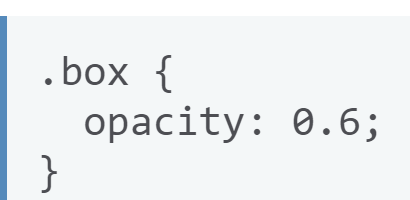 .box {
  opacity: 0.6;
}